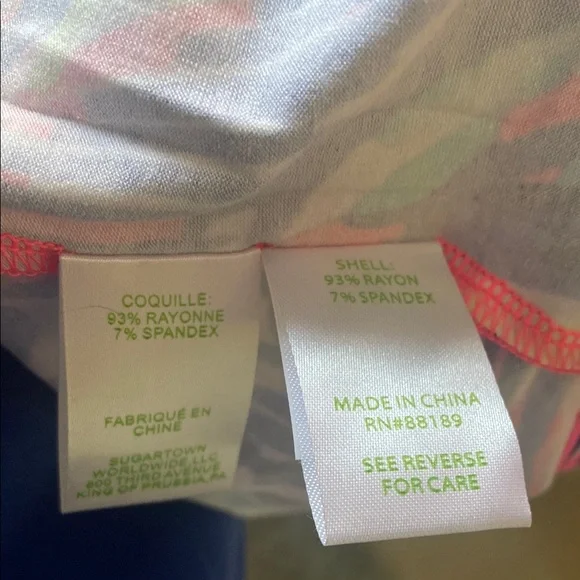 COQUILLE:
93% RAYONNE
7% SPANDEX
FABRIQUÉ EN
CHINE
SUGARTOWN
WORLDWIDE, LLC
800 THIRD AVENUE
KING OF PRUSSIA, PA
SHELL:
93% RAYON
7% SPANDEX
MADE IN CHINA
RN#88189
SEE REVERSE
FOR CARE